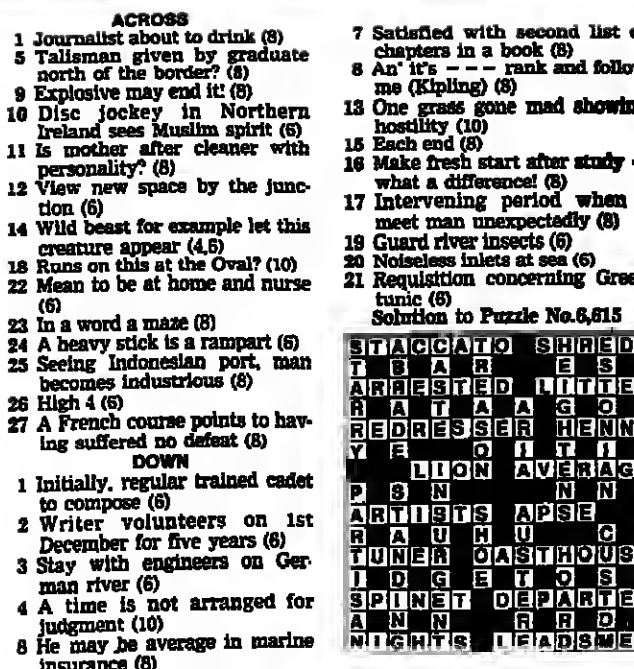 ACROSS
1 Journalist about to drink (8)
5 Talisman given by graduate
north of the border? (6)
9 Explosive may end it! (8)
10 Disc jockey in Northern
Ireland sees Muslim spirit (6)
11 Is mother after cleaner with
personality? (8)
12 View new space by the junc-
tion (6)
14 Wild beast for example let this
creature appear (4,6)
18 Runs on this at the Oval? (10)
22 Mean to be at home and nurse
(6)
23 In a word a maze (8)
24 A heavy stick is a rampart (6)
25 Seeing Indonesian port, man
becomes industrious (8)
26 High 4 (6)
27 A French course points to hav-
ing suffered no defeat (8)
DOWN
1 Initially, regular trained cadet
to compose (6)
2 Writer volunteers on 1st
December for five years (6)
3 Stay with engineers on Ger-
man river (6)
4 A time is not arranged for
judgment (10)
6 He may be average in marine
insurance (8)
7 Satisfied with second list
chapters in a book (8)
8 An' it's – – – rank and follo
me (Kipling) (8)
13 One grass gone mad showin
hostility (10)
15 Each end (8)
16 Make fresh start after study -
what a difference! (8)
17 Intervening period when
meet man unexpectedly (8)
19 Guard river insects (6)
20 Noiseless inlets at sea (6)
21 Requisition concerning Gree
tunic (6)
Solution to Puzzle No.6,615
STACCATO SHRED
T B A R E S
ARRESTED LITTE
R A T A A G O
REDRESSER HENN
Y E O I T I
LION AVERAG
P S N N N
ARTISTS APSE
R A U H U C
TUNER OASTHOUS
I D G E T O S
SPINET DEPARTE
A N N R R O
NIGHTS LEADSME